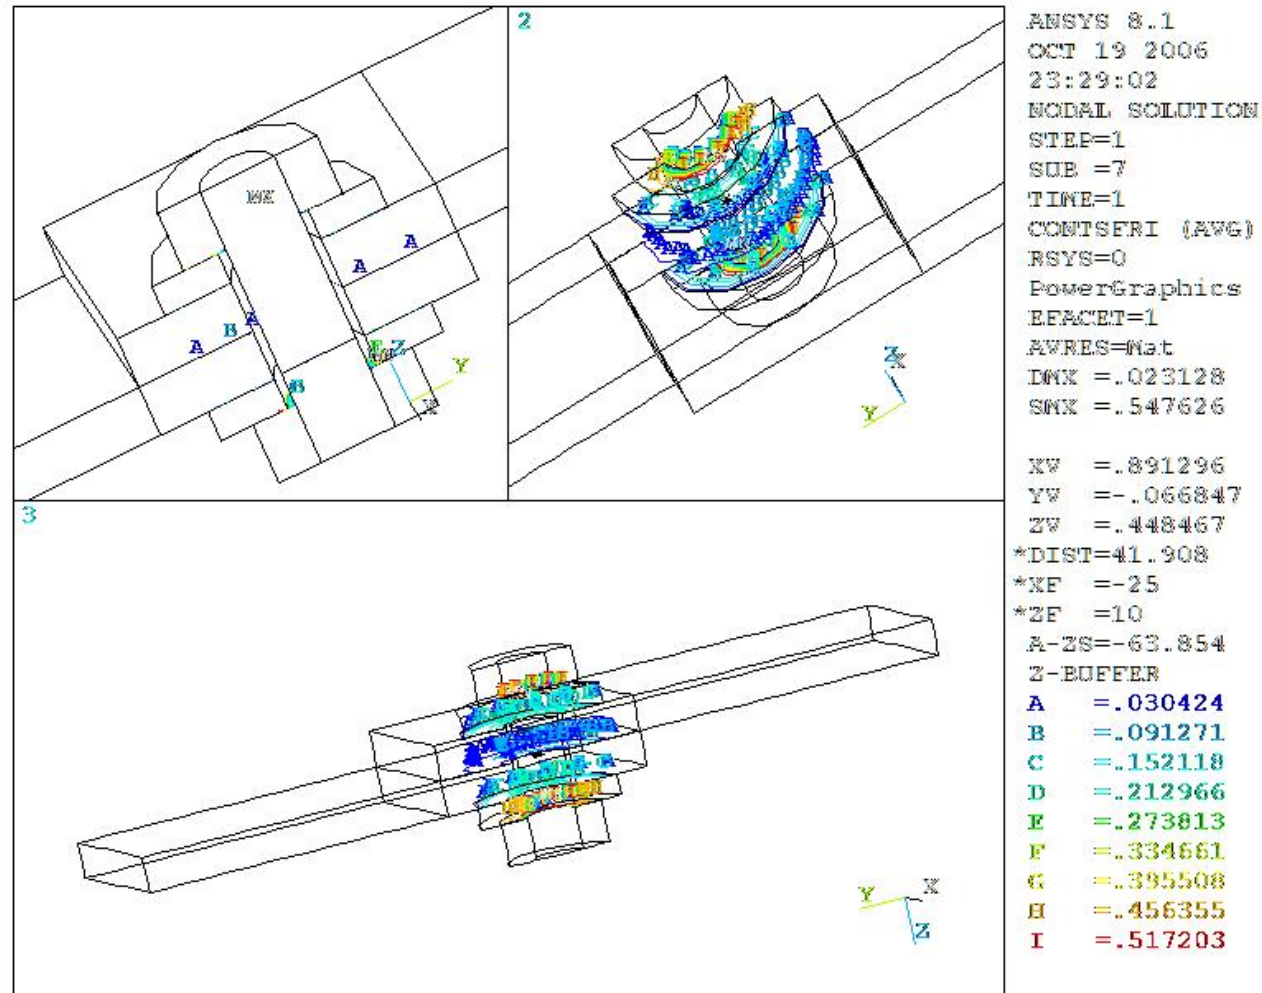 2
3
MX
A
A
A
B
A
B
E
Z
Y
X
Z
X
Y
Y
X
Z
ANSYS 8.1
OCT 19 2006
23:29:02
NODAL SOLUTION
STEP=1
SUB =7
TIME=1
CONTSFRI (AVG)
RSYS=0
PowerGraphics
EFACET=1
AVRES=Mat
DMX =.023128
SMX =.547626
XV =.891296
YV =-.066847
ZV =.448467
*DIST=41.908
*XF =-25
*ZF =10
A-ZS=-63.854
Z-BUFFER
A =.030424
B =.091271
C =.152118
D =.212966
E =.273813
F =.334661
G =.395508
H =.456355
I =.517203